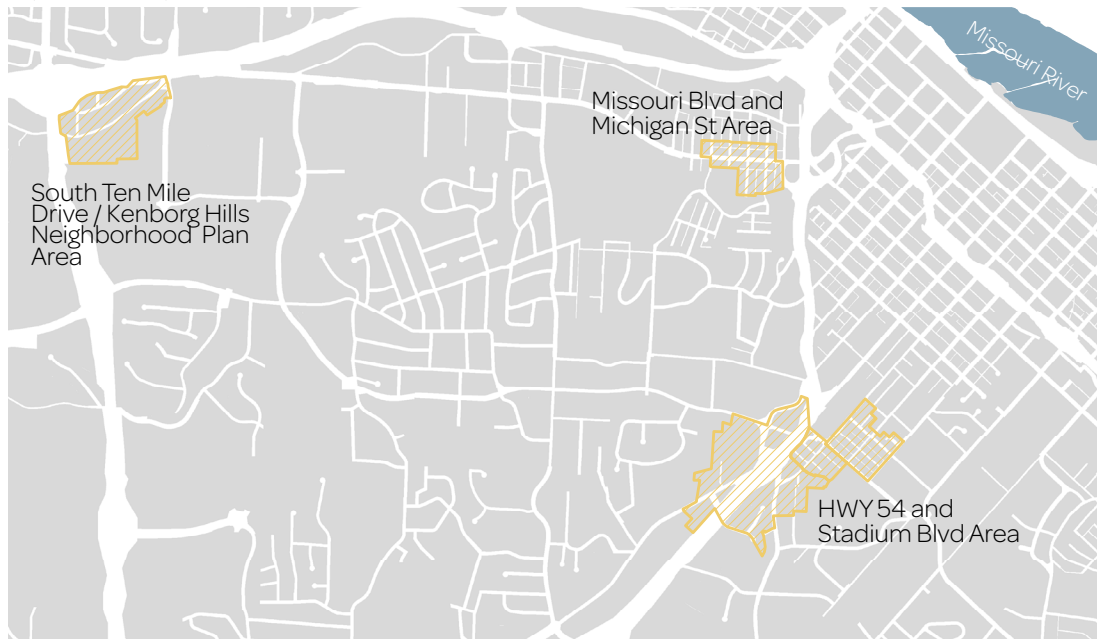 Missouri River
Missouri Blvd and
Michigan St Area
South Ten Mile
Drive / Kenborg Hills
Neighborhood Plan
Area
HWY 54 and
Stadium Blvd Area